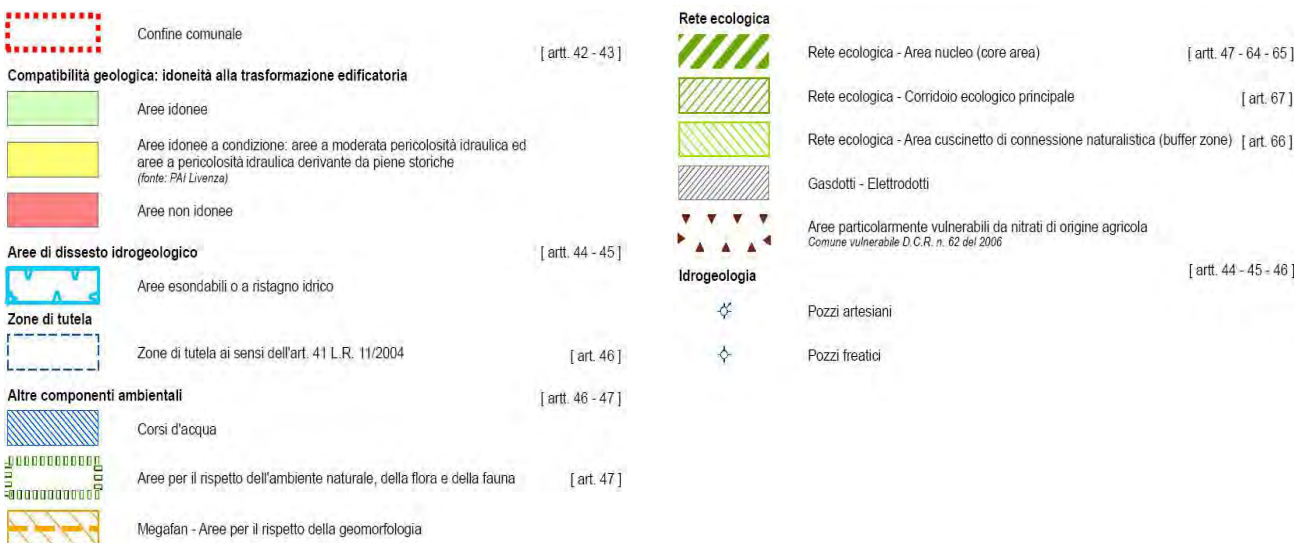 Confine comunale
[ artt. 42 - 43 ]
Compatibilità geologica: idoneità alla trasformazione edificatoria
Aree idonee
Aree idonee a condizione: aree a moderata pericolosità idraulica ed
aree a pericolosità idraulica derivante da piene storiche
(fonte: PAI Livenza)
Aree non idonee
Aree di dissesto idrogeologico [ artt. 44 - 45 ]
Aree esondabili o a ristagno idrico
Zone di tutela
Zone di tutela ai sensi dell'art. 41 L.R. 11/2004 [ art. 46 ]
Altre componenti ambientali [ artt. 46 - 47 ]
Corsi d'acqua
Aree per il rispetto dell'ambiente naturale, della flora e della fauna [ art. 47 ]
Megafan - Aree per il rispetto della geomorfologia
Rete ecologica
Rete ecologica - Area nucleo (core area) [ artt. 47 - 64 - 65 ]
Rete ecologica - Corridoio ecologico principale [ art. 67 ]
Rete ecologica - Area cuscinetto di connessione naturalistica (buffer zone) [ art. 66 ]
Gasdotti - Elettrodotti
Aree particolarmente vulnerabili da nitrati di origine agricola
Comune vulnerabile D.C.R. n. 62 del 2006
Idrogeologia [ artt. 44 - 45 - 46 ]
Pozzi artesiani
Pozzi freatici